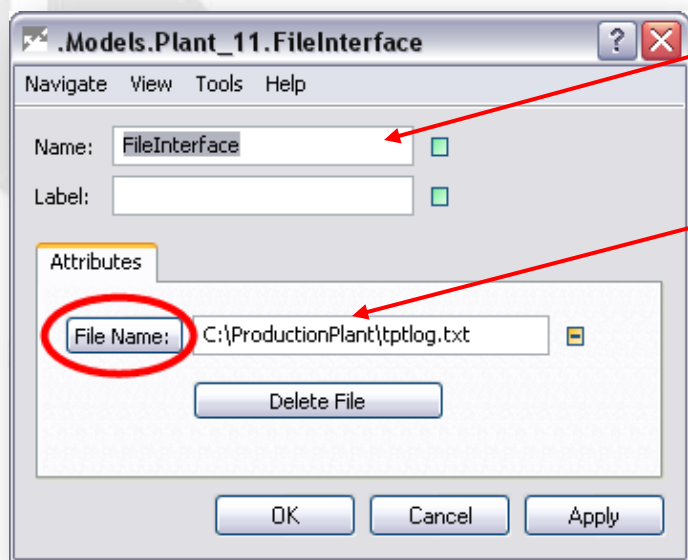 .Models.Plant_11.FileInterface ?
Navigate View Tools Help
Name: FileInterface
Label:
Attributes
File Name: C:\ProductionPlant\tptlog.txt
Delete File
OK Cancel Apply